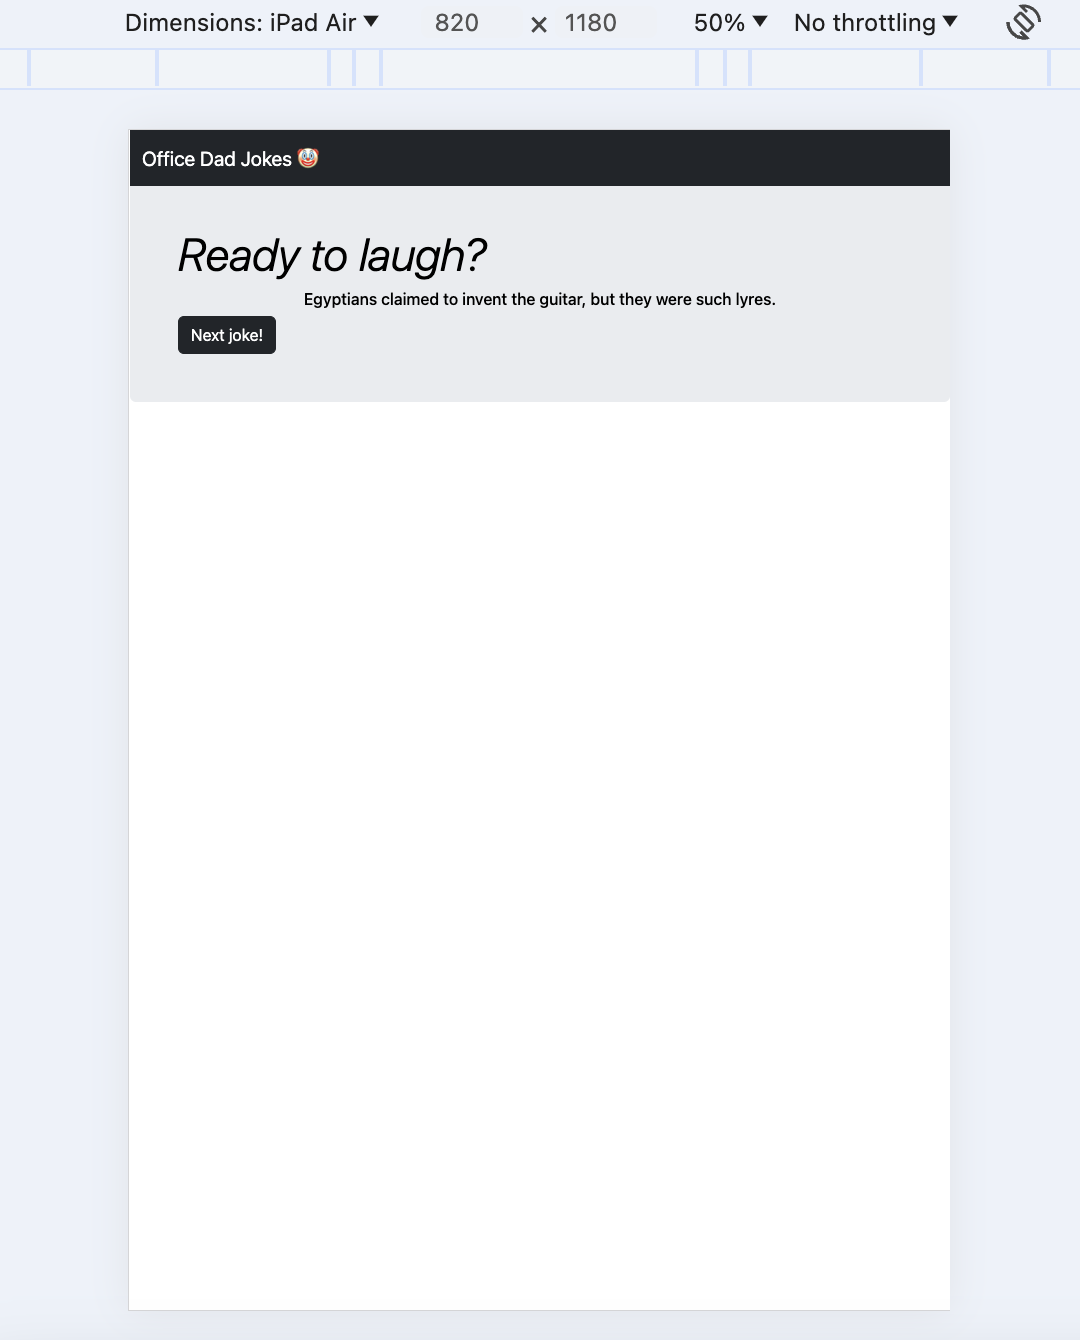 Dimensions: iPad Air ▼ 820 × 1180 50% ▼ No throttling ▼
Office Dad Jokes 🤡
Ready to laugh?
Egyptians claimed to invent the guitar, but they were such lyres.
Next joke!